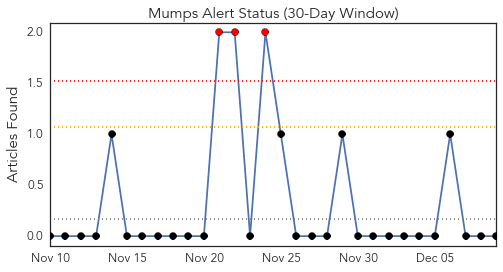 Mumps Alert Status (30-Day Window)
Articles Found
2.0
1.5
1.0
0.5
0.0
Nov 10 Nov 15 Nov 20 Nov 25 Nov 30 Dec 05